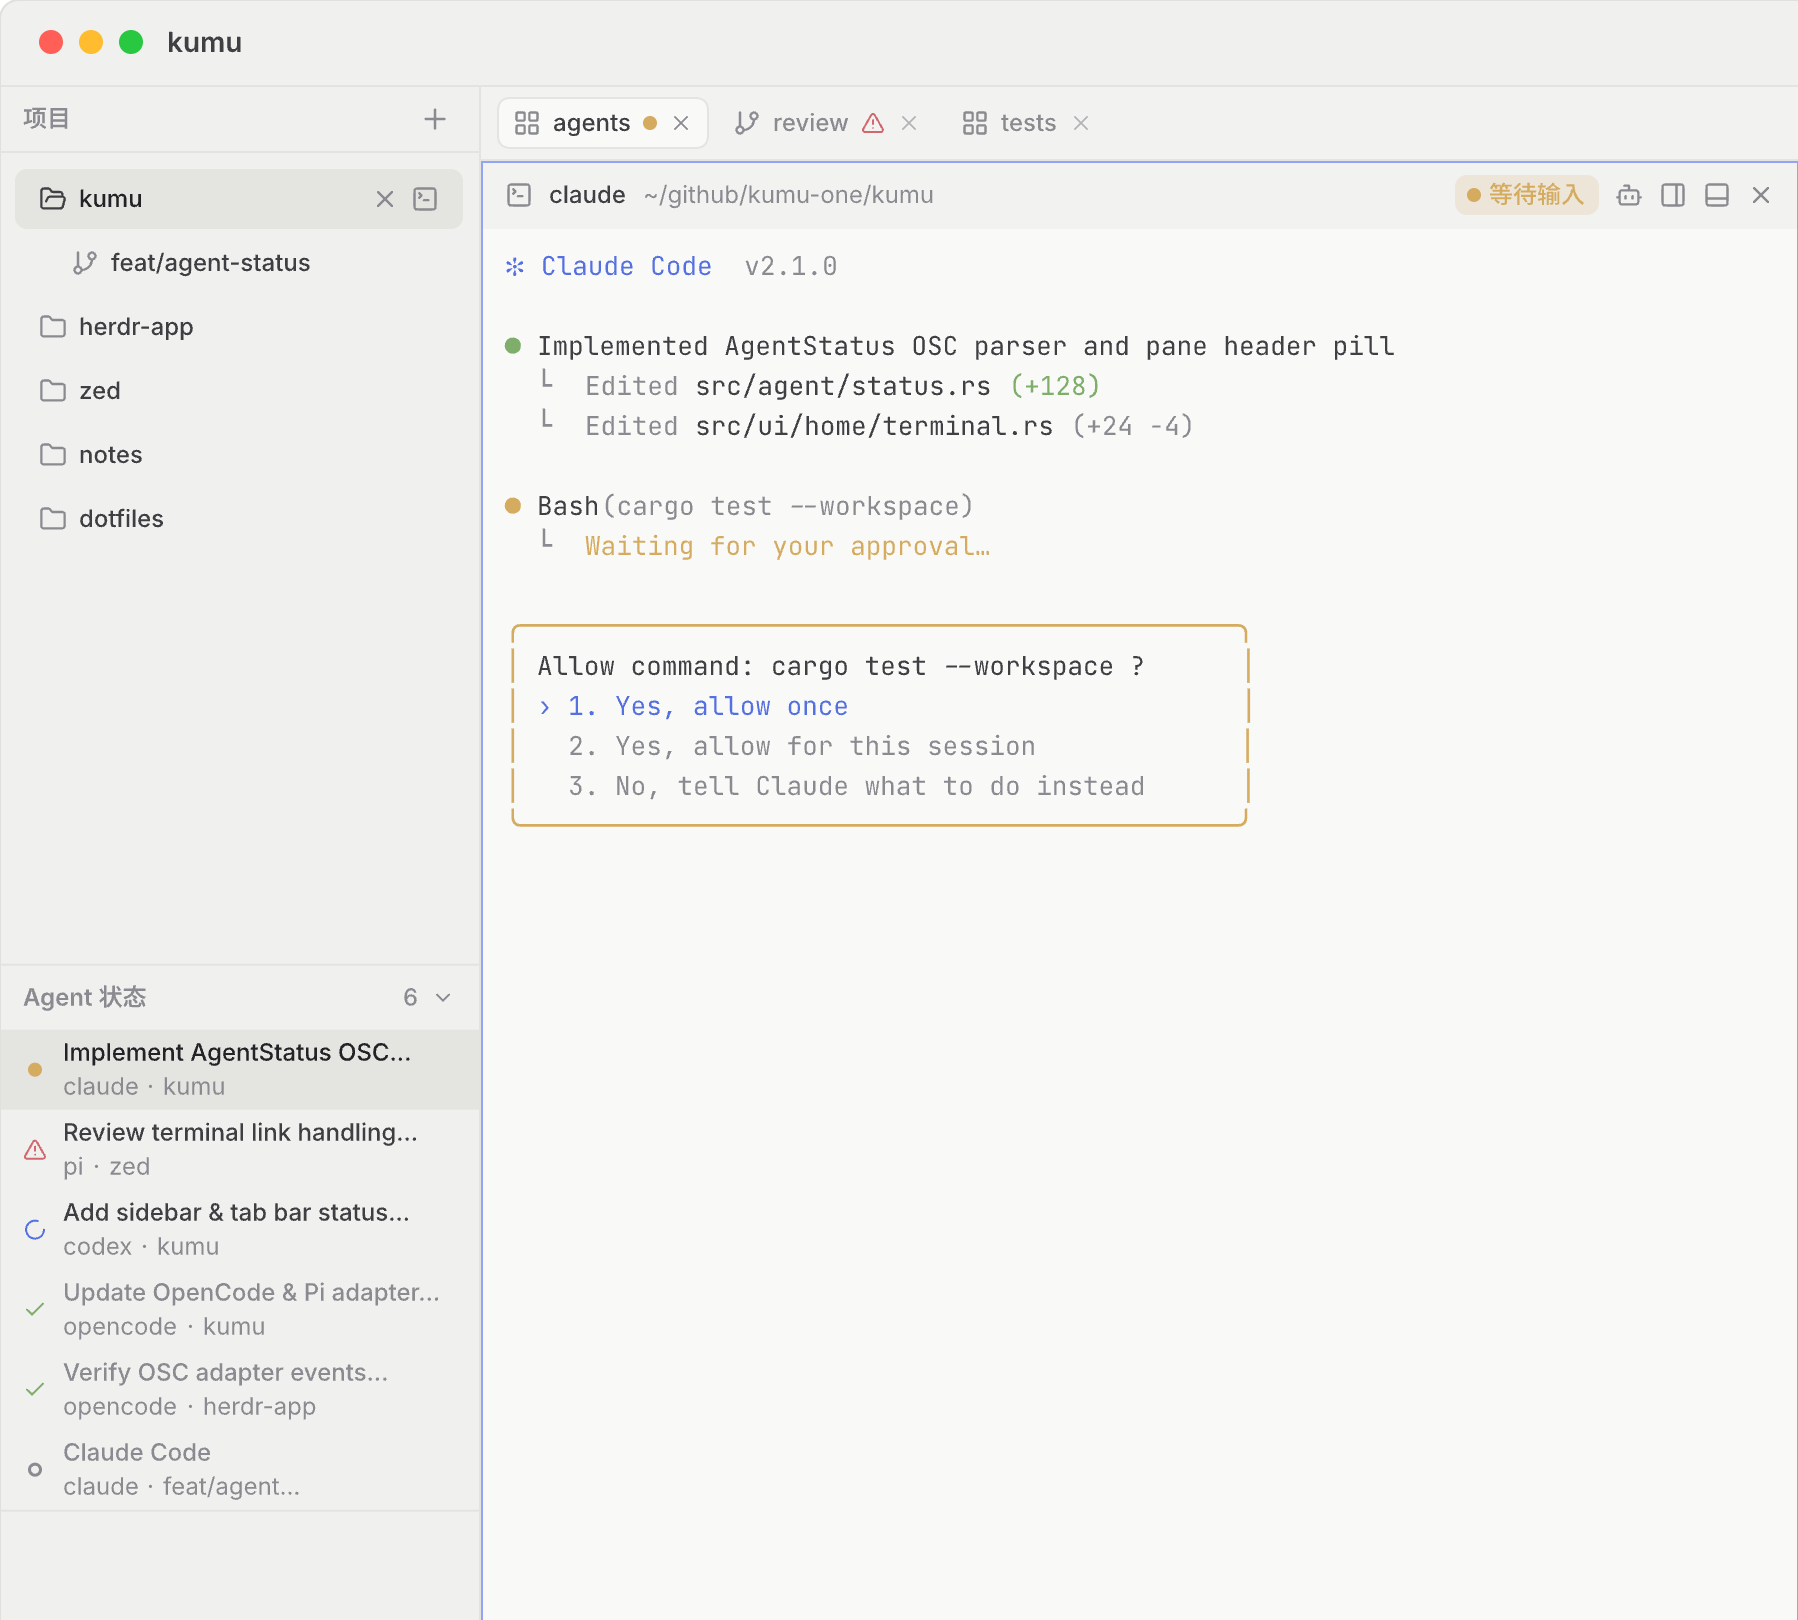 kumu
项目
kumu
feat/agent-status
herdr-app
zed
notes
dotfiles
Agent 状态 6
Implement AgentStatus OSC...
claude · kumu
Review terminal link handling...
pi · zed
Add sidebar & tab bar status...
codex · kumu
Update OpenCode & Pi adapter...
opencode · kumu
Verify OSC adapter events...
opencode · herdr-app
Claude Code
claude · feat/agent...
agents review tests
claude ~/github/kumu-one/kumu 等待输入
✻ Claude Code v2.1.0
● Implemented AgentStatus OSC parser and pane header pill
└ Edited src/agent/status.rs (+128)
└ Edited src/ui/home/terminal.rs (+24 -4)
● Bash(cargo test --workspace)
└ Waiting for your approval…
Allow command: cargo test --workspace ?
› 1. Yes, allow once
2. Yes, allow for this session
3. No, tell Claude what to do instead